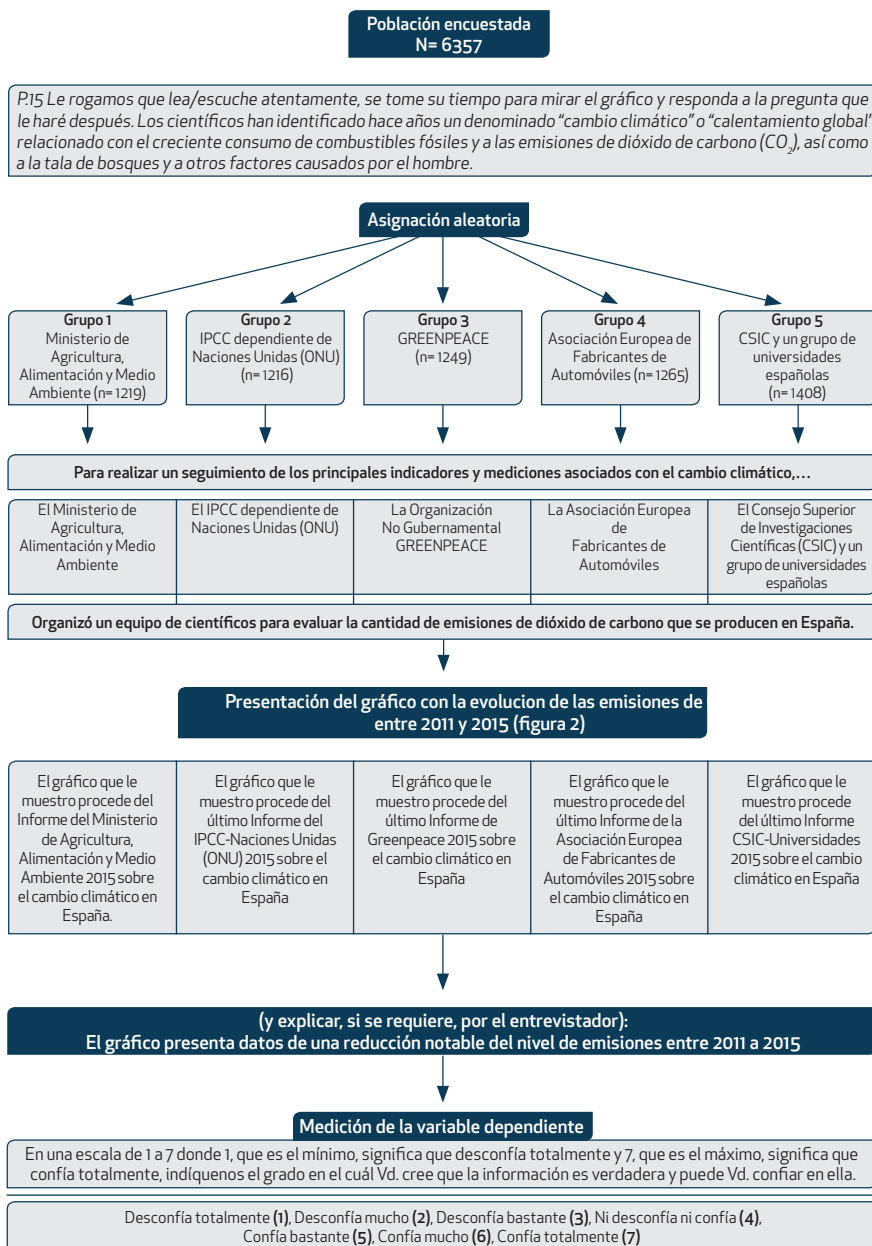 Población encuestada
N= 6357
P.15 Le rogamos que lea/escuche atentamente, se tome su tiempo para mirar el gráfico y responda a la pregunta que
le haré después. Los científicos han identificado hace años un denominado “cambio climático” o “calentamiento global”
relacionado con el creciente consumo de combustibles fósiles y a las emisiones de dióxido de carbono (CO₂), así como
a la tala de bosques y a otros factores causados por el hombre.
Asignación aleatoria
Grupo 1
Ministerio de
Agricultura,
Alimentación y Medio
Ambiente (n= 1219)
Grupo 2
IPCC dependiente de
Naciones Unidas (ONU)
(n= 1216)
Grupo 3
GREENPEACE
(n= 1249)
Grupo 4
Asociación Europea de
Fabricantes de
Automóviles (n= 1265)
Grupo 5
CSIC y un grupo de
universidades
españolas
(n= 1408)
Para realizar un seguimiento de los principales indicadores y mediciones asociados con el cambio climático,...
El Ministerio de
Agricultura,
Alimentación y Medio
Ambiente
El IPCC dependiente de
Naciones Unidas (ONU)
La Organización
No Gubernamental
GREENPEACE
La Asociación Europea
de
Fabricantes de
Automóviles
El Consejo Superior
de Investigaciones
Científicas (CSIC) y un
grupo de universidades
españolas
Organizó un equipo de científicos para evaluar la cantidad de emisiones de dióxido de carbono que se producen en España.
Presentación del gráfico con la evolucion de las emisiones de
entre 2011 y 2015 (figura 2)
El gráfico que le
muestro procede del
Informe del Ministerio
de Agricultura,
Alimentación y Medio
Ambiente 2015 sobre
el cambio climático en
España.
El gráfico que le
muestro procede del
último Informe del
IPCC-Naciones Unidas
(ONU) 2015 sobre el
cambio climático en
España
El gráfico que le
muestro procede del
último Informe de
Greenpeace 2015 sobre
el cambio climático en
España
El gráfico que le
muestro procede del
último Informe de la
Asociación Europea
de Fabricantes de
Automóviles 2015 sobre
el cambio climático en
España
El gráfico que le
muestro procede
del último Informe
CSIC-Universidades
2015 sobre el cambio
climático en España
(y explicar, si se requiere, por el entrevistador):
El gráfico presenta datos de una reducción notable del nivel de emisiones entre 2011 a 2015
Medición de la variable dependiente
En una escala de 1 a 7 donde 1, que es el mínimo, significa que desconfía totalmente y 7, que es el máximo, significa que
confía totalmente, indíquenos el grado en el cuál Vd. cree que la información es verdadera y puede Vd. confiar en ella.
Desconfía totalmente (1), Desconfía mucho (2), Desconfía bastante (3), Ni desconfía ni confía (4),
Confía bastante (5), Confía mucho (6), Confía totalmente (7)